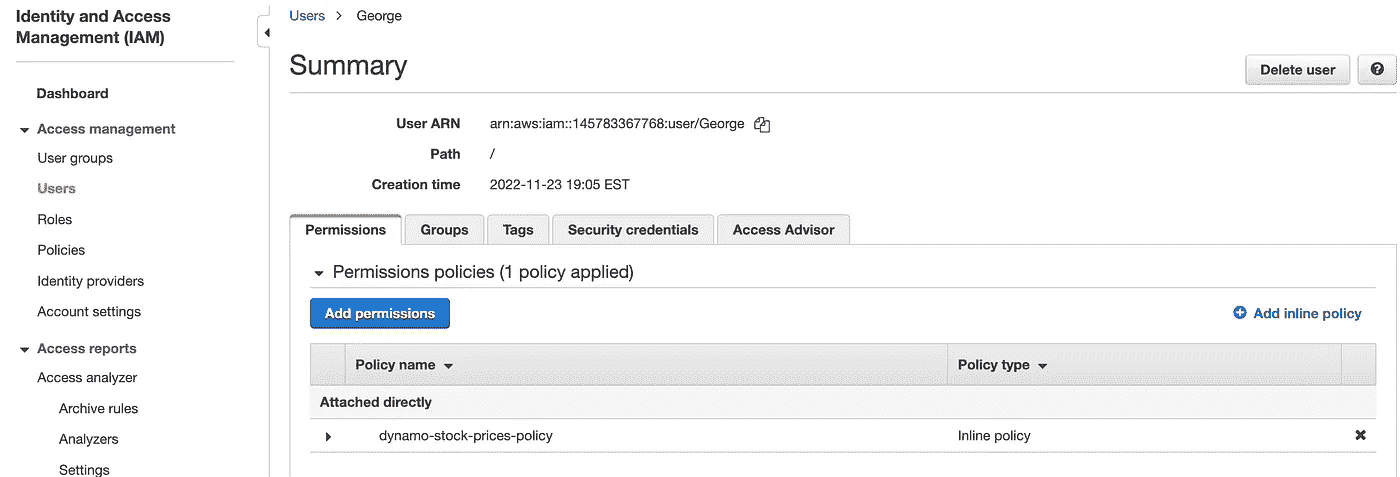 Identity and Access
Management (IAM)
Dashboard
Access management
User groups
Users
Roles
Policies
Identity providers
Account settings
Access reports
Access analyzer
Archive rules
Analyzers
Settings
Users > George
Summary
Delete user ?
User ARN arn:aws:iam::145783367768:user/George
Path /
Creation time 2022-11-23 19:05 EST
Permissions Groups Tags Security credentials Access Advisor
Permissions policies (1 policy applied)
Add permissions Add inline policy
Policy name Policy type
Attached directly
dynamo-stock-prices-policy Inline policy